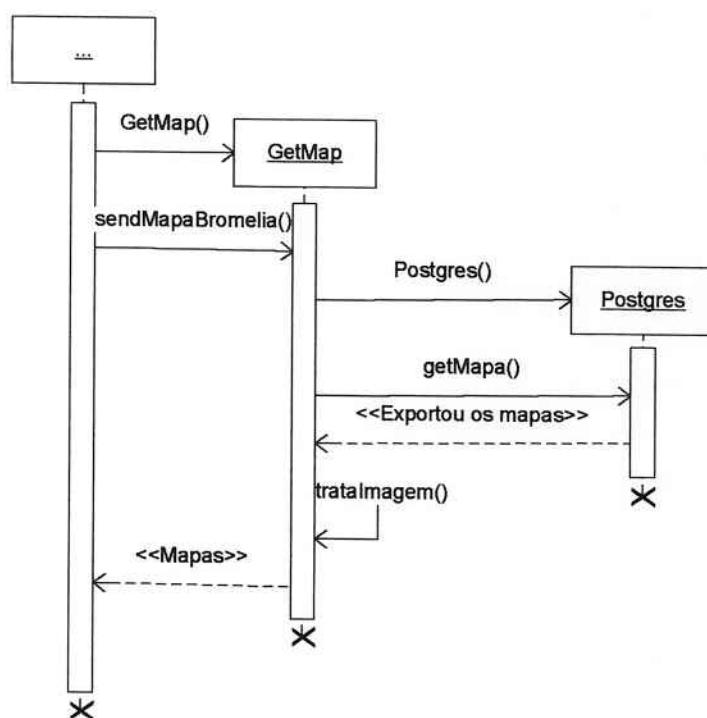 ...
GetMap()
GetMap
sendMapaBromelia()
Postgres()
Postgres
getMapa()
<<Exportou os mapas>>
trataImagem()
<<Mapas>>